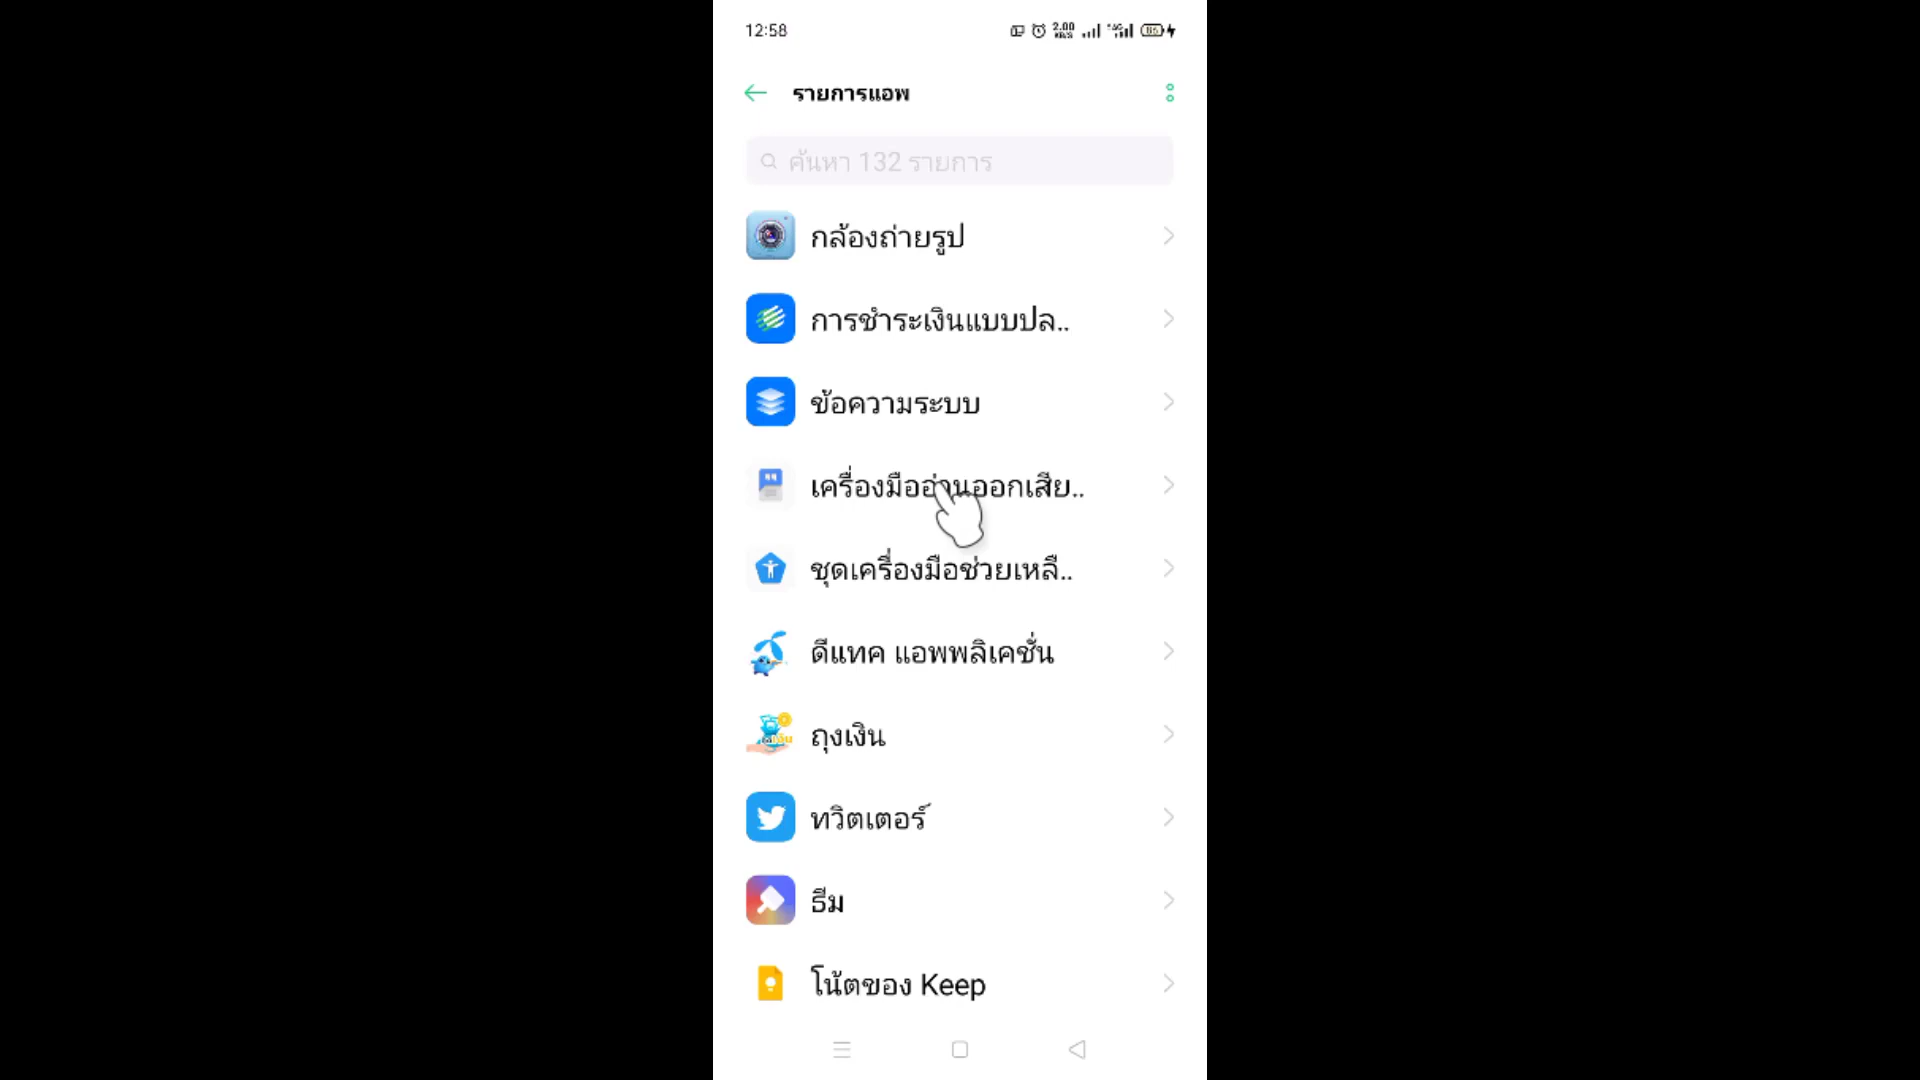 12:58
2.00
KB/S
รายการแอพ
ค้นหา 132 รายการ
กล้องถ่ายรูป
การชำระเงินแบบปล..
ข้อความระบบ
เครื่องมืออ่านออกเสีย..
ชุดเครื่องมือช่วยเหลื..
ดีแทค แอพพลิเคชั่น
ถุงเงิน
ทวิตเตอร์
ธีม
โน้ตของ Keep